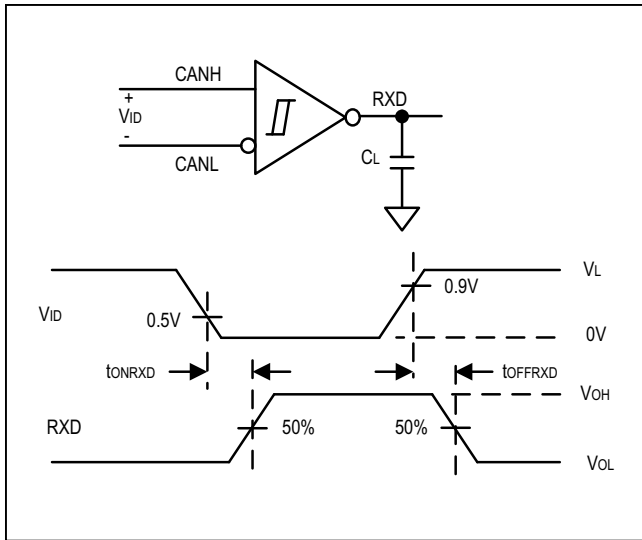 CANH
RXD
+
VID
-
CANL
CL
VL
0.9V
VID
0.5V
0V
tONRXD
tOFFRXD
VOH
RXD
50%
50%
VOL